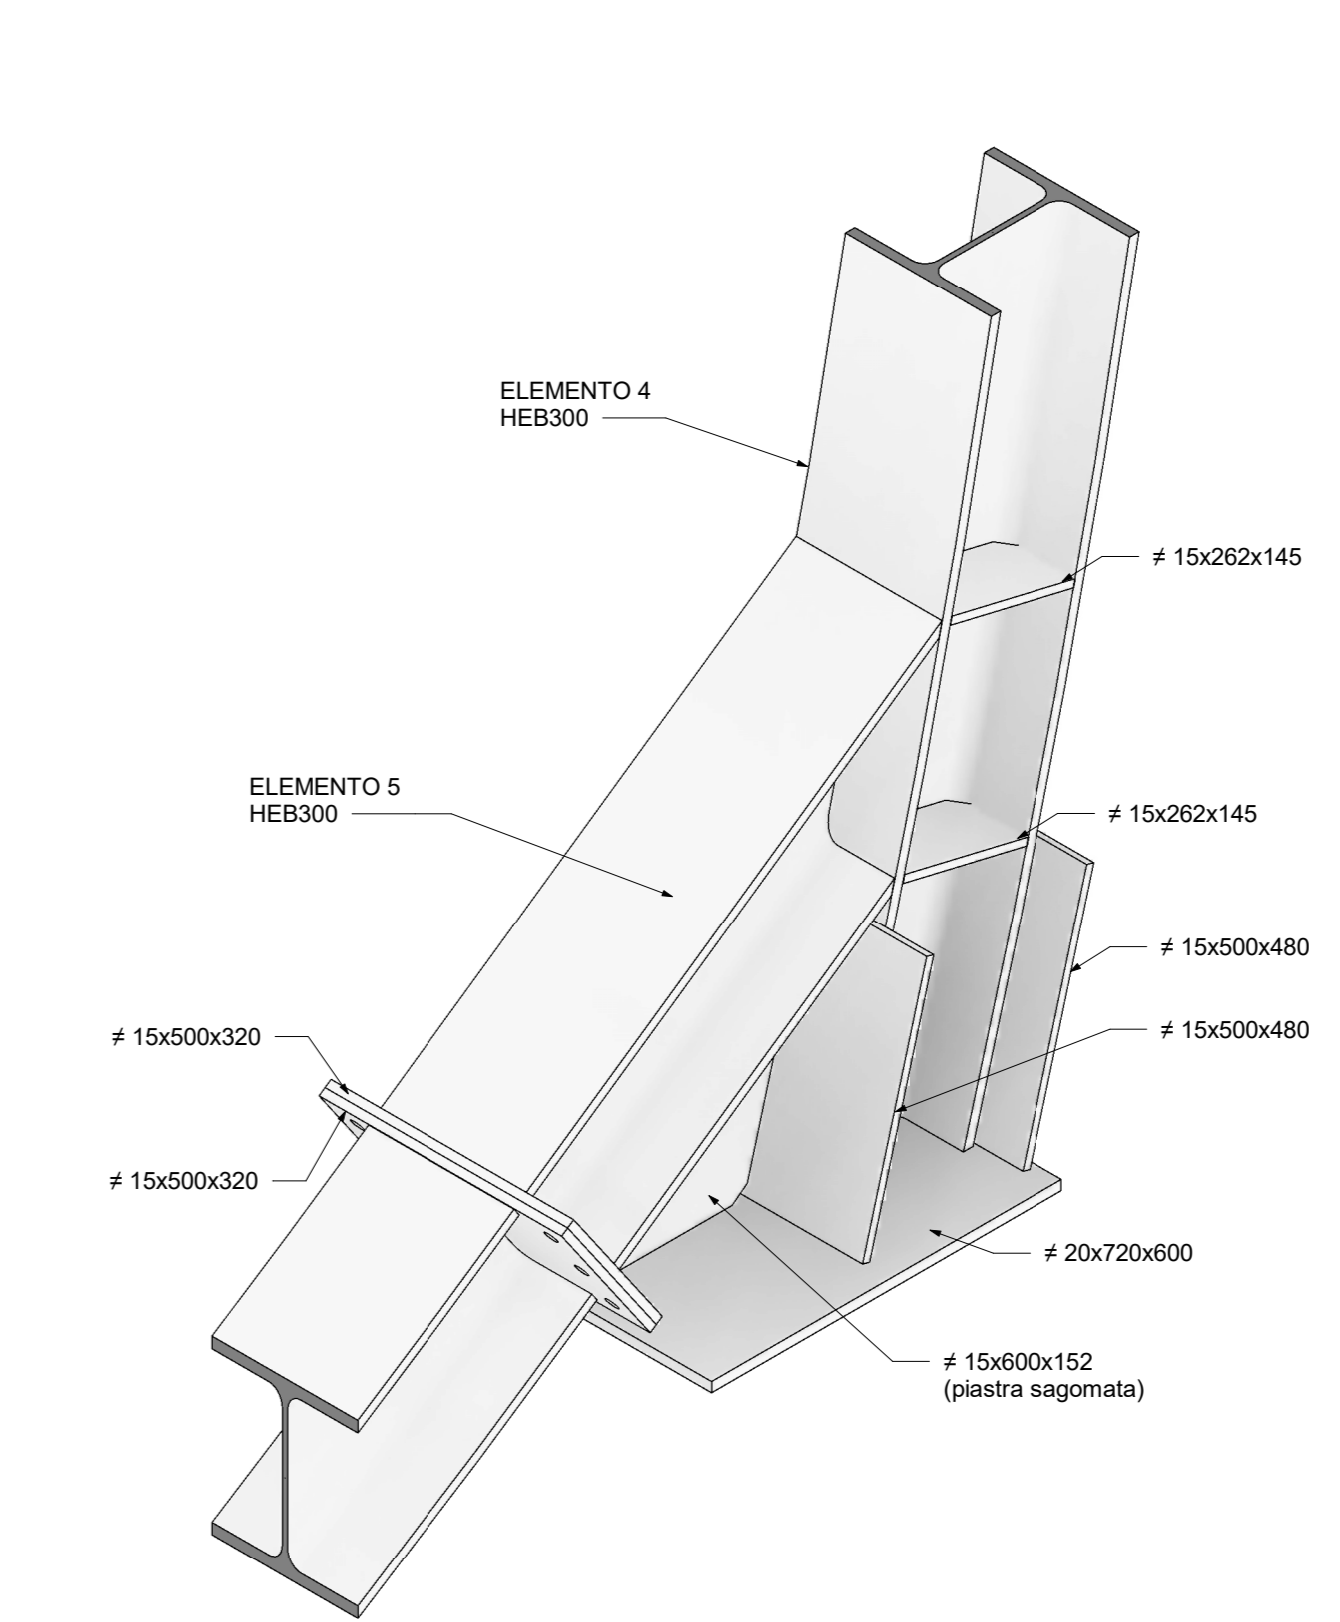 ELEMENTO 4
HEB300
≠ 15x262x145
ELEMENTO 5
HEB300
≠ 15x262x145
≠ 15x500x480
≠ 15x500x480
≠ 15x500x320
≠ 15x500x320
≠ 20x720x600
≠ 15x600x152
(piastra sagomata)